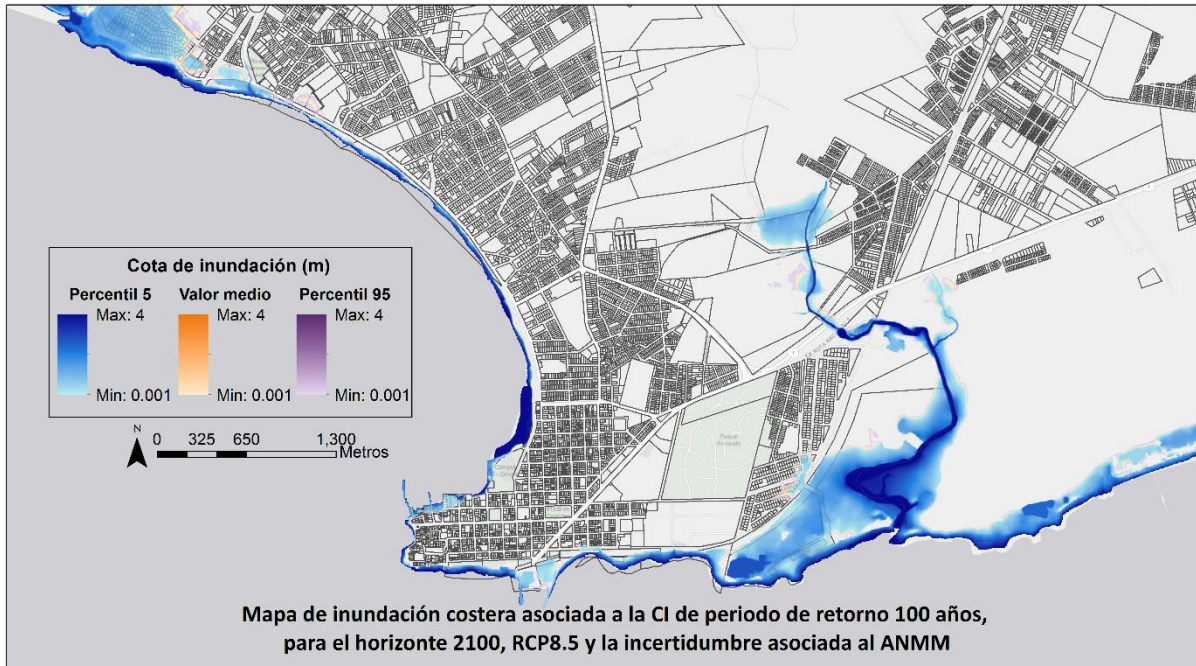 Cota de inundación (m)
Percentil 5 Valor medio Percentil 95
Max: 4 Max: 4 Max: 4
Min: 0.001 Min: 0.001 Min: 0.001
N
0 325 650 1,300
Metros
Mapa de inundación costera asociada a la CI de periodo de retorno 100 años,
para el horizonte 2100, RCP8.5 y la incertidumbre asociada al ANMM